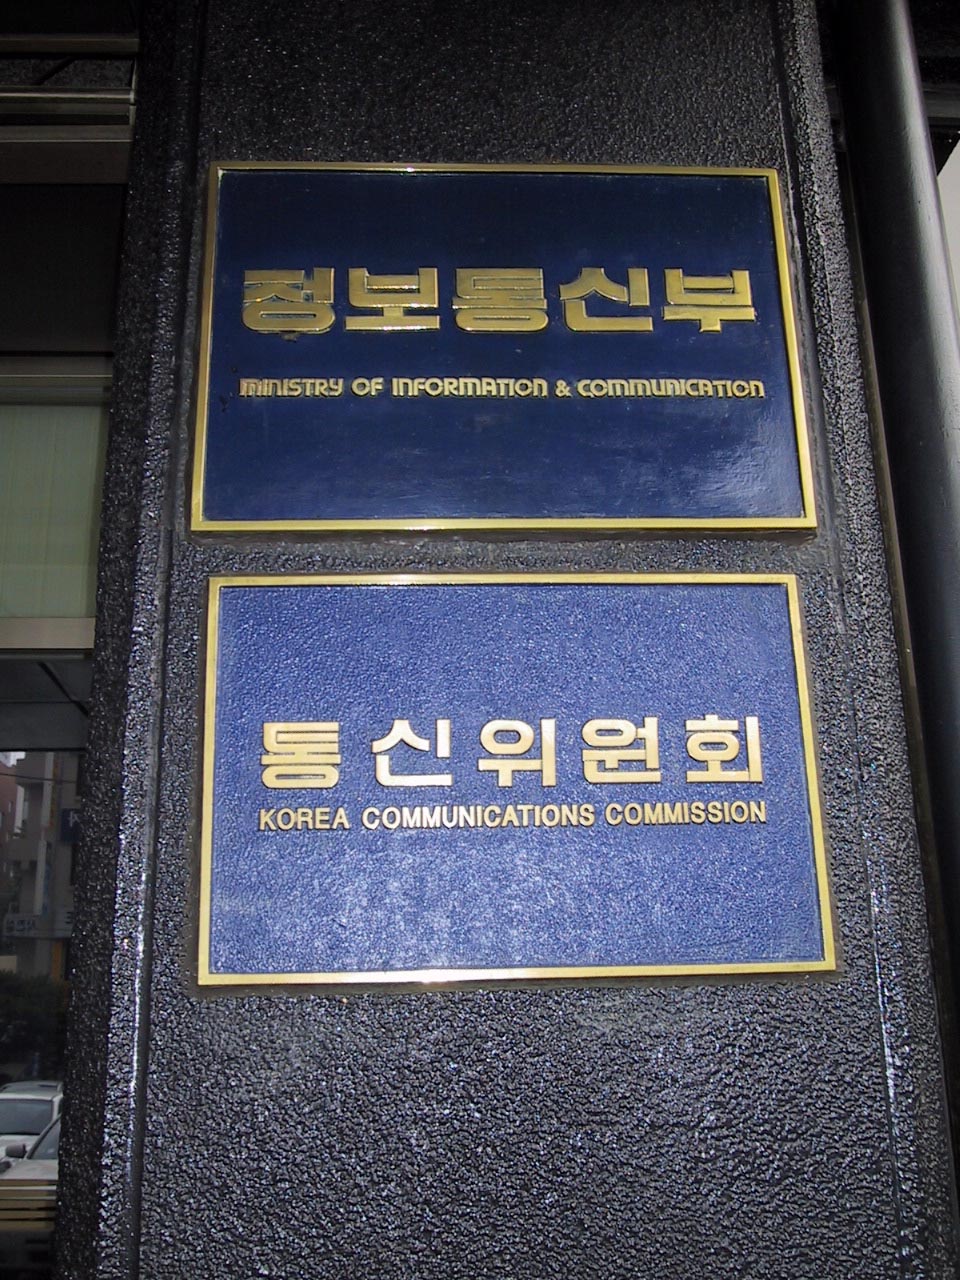 정보통신부
MINISTRY OF INFORMATION & COMMUNICATION
통신위원회
KOREA COMMUNICATIONS COMMISSION